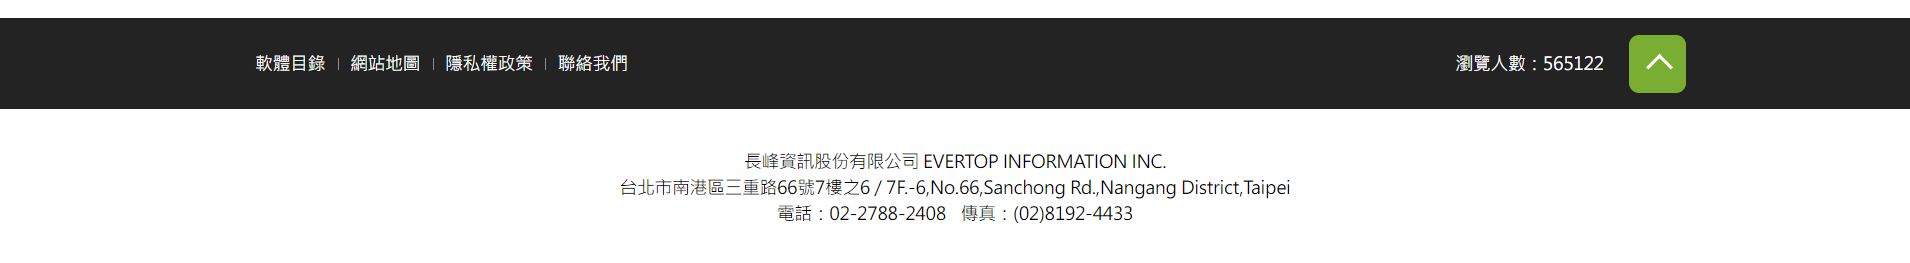 軟體目錄 | 網站地圖 | 隱私權政策 | 聯絡我們 瀏覽人數：565122
長峰資訊股份有限公司 EVERTOP INFORMATION INC.
台北市南港區三重路66號7樓之6 / 7F.-6,No.66,Sanchong Rd.,Nangang District,Taipei
電話：02-2788-2408 傳真：(02)8192-4433